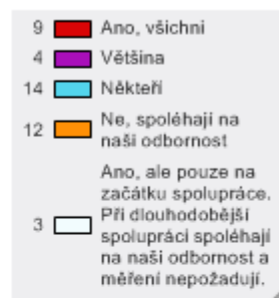 9 Ano, všichni
4 Většina
14 Někteří
12 Ne, spoléhají na
naši odbornost
Ano, ale pouze na
začátku spolupráce.
Při dlouhodobější
3 spolupráci spoléhají
na naši odbornost a
měření nepožadují.